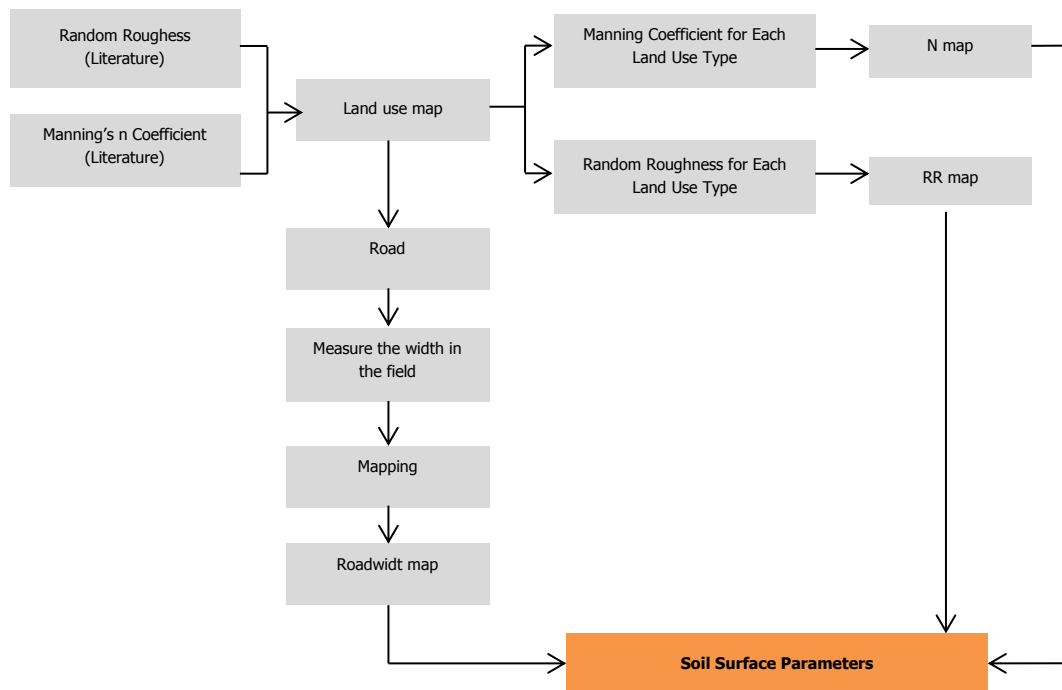 Random Roughess
(Literature)
Manning's n Coefficient
(Literature)
Land use map
Manning Coefficient for Each
Land Use Type
N map
Random Roughness for Each
Land Use Type
RR map
Road
Measure the width in
the field
Mapping
Roadwidt map
Soil Surface Parameters